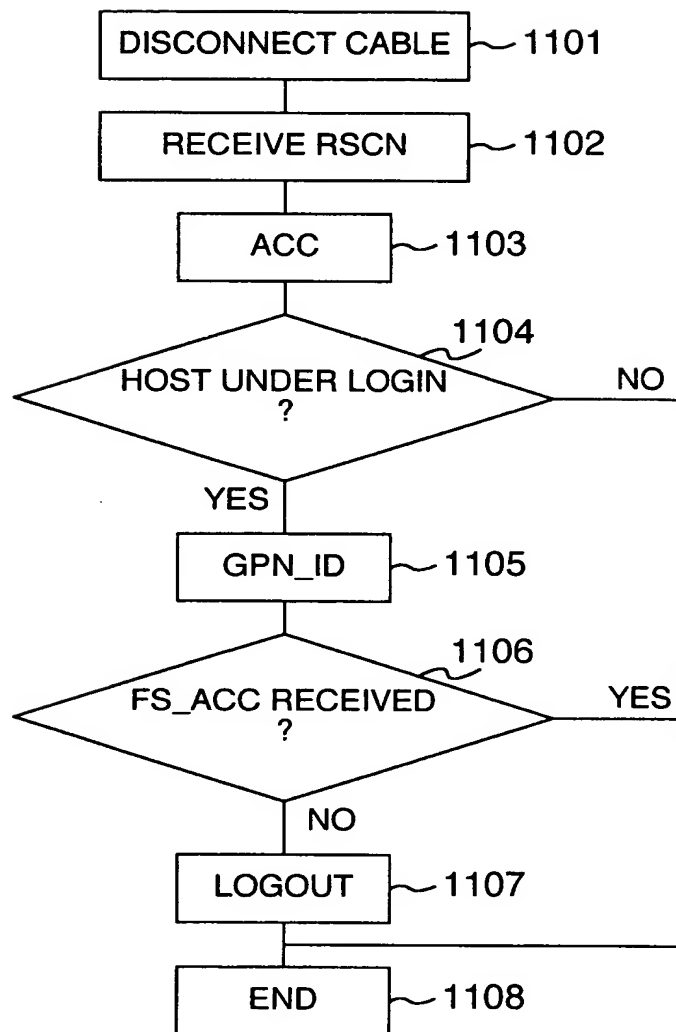 DISCONNECT CABLE
1101
RECEIVE RSCN
1102
ACC
1103
1104
HOST UNDER LOGIN
?
NO
YES
GPN_ID
1105
1106
FS_ACC RECEIVED
?
YES
NO
LOGOUT
1107
END
1108